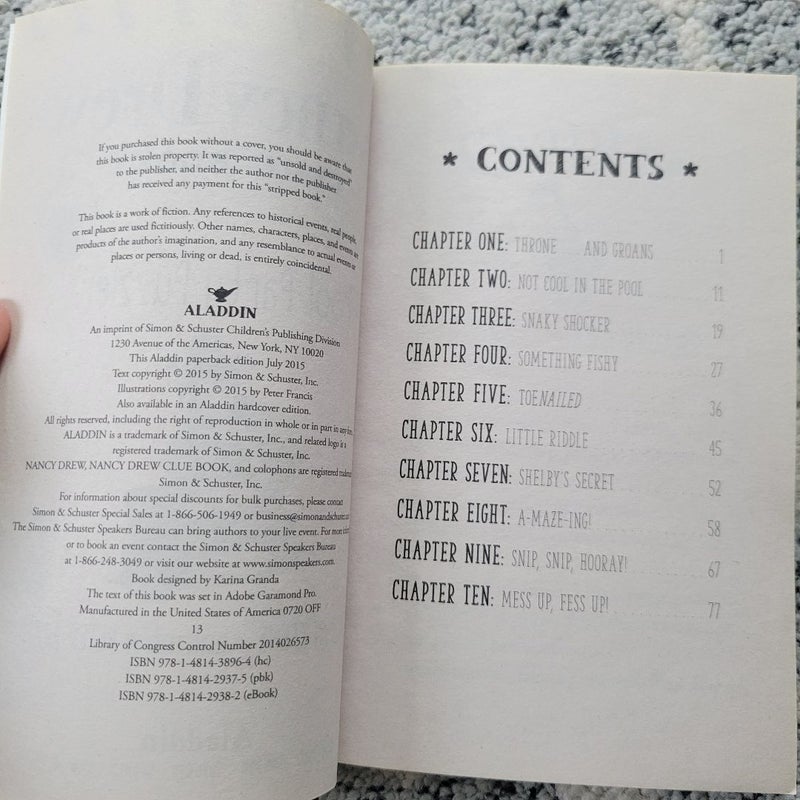 If you purchased this book without a cover, you should be aware that
this book is stolen property. It was reported as "unsold and destroyed"
to the publisher, and neither the author nor the publisher
has received any payment for this "stripped book."
This book is a work of fiction. Any references to historical events, real people,
or real places are used fictitiously. Other names, characters, places, and events are
products of the author's imagination, and any resemblance to actual events or
places or persons, living or dead, is entirely coincidental.
ALADDIN
An imprint of Simon & Schuster Children's Publishing Division
1230 Avenue of the Americas, New York, NY 10020
This Aladdin paperback edition July 2015
Text copyright © 2015 by Simon & Schuster, Inc.
Illustrations copyright © 2015 by Peter Francis
Also available in an Aladdin hardcover edition.
All rights reserved, including the right of reproduction in whole or in part in any
ALADDIN is a trademark of Simon & Schuster, Inc., and related logo is a
registered trademark of Simon & Schuster, Inc.
NANCY DREW, NANCY DREW CLUE BOOK, and colophons are registered
Simon & Schuster, Inc.
For information about special discounts for bulk purchases, please contact
Simon & Schuster Special Sales at 1-866-506-1949 or business@simonandschuster
The Simon & Schuster Speakers Bureau can bring authors to your live event. For more
or to book an event contact the Simon & Schuster Speakers Bureau
at 1-866-248-3049 or visit our website at www.simonspeakers.com.
Book designed by Karina Granda
The text of this book was set in Adobe Garamond Pro.
Manufactured in the United States of America 0720 OFF
13
Library of Congress Control Number 2014026573
ISBN 978-1-4814-3896-4 (hc)
ISBN 978-1-4814-2937-5 (pbk)
ISBN 978-1-4814-2938-2 (eBook)
* CONTENTS *
CHAPTER ONE: THRONE ... AND GROANS 1
CHAPTER TWO: NOT COOL IN THE POOL 11
CHAPTER THREE: SNAKY SHOCKER 19
CHAPTER FOUR: SOMETHING FISHY 27
CHAPTER FIVE: TOENAILED 36
CHAPTER SIX: LITTLE RIDDLE 45
CHAPTER SEVEN: SHELBY'S SECRET 52
CHAPTER EIGHT: A-MAZE-ING! 58
CHAPTER NINE: SNIP, SNIP, HOORAY! 67
CHAPTER TEN: MESS UP, FESS UP! 77